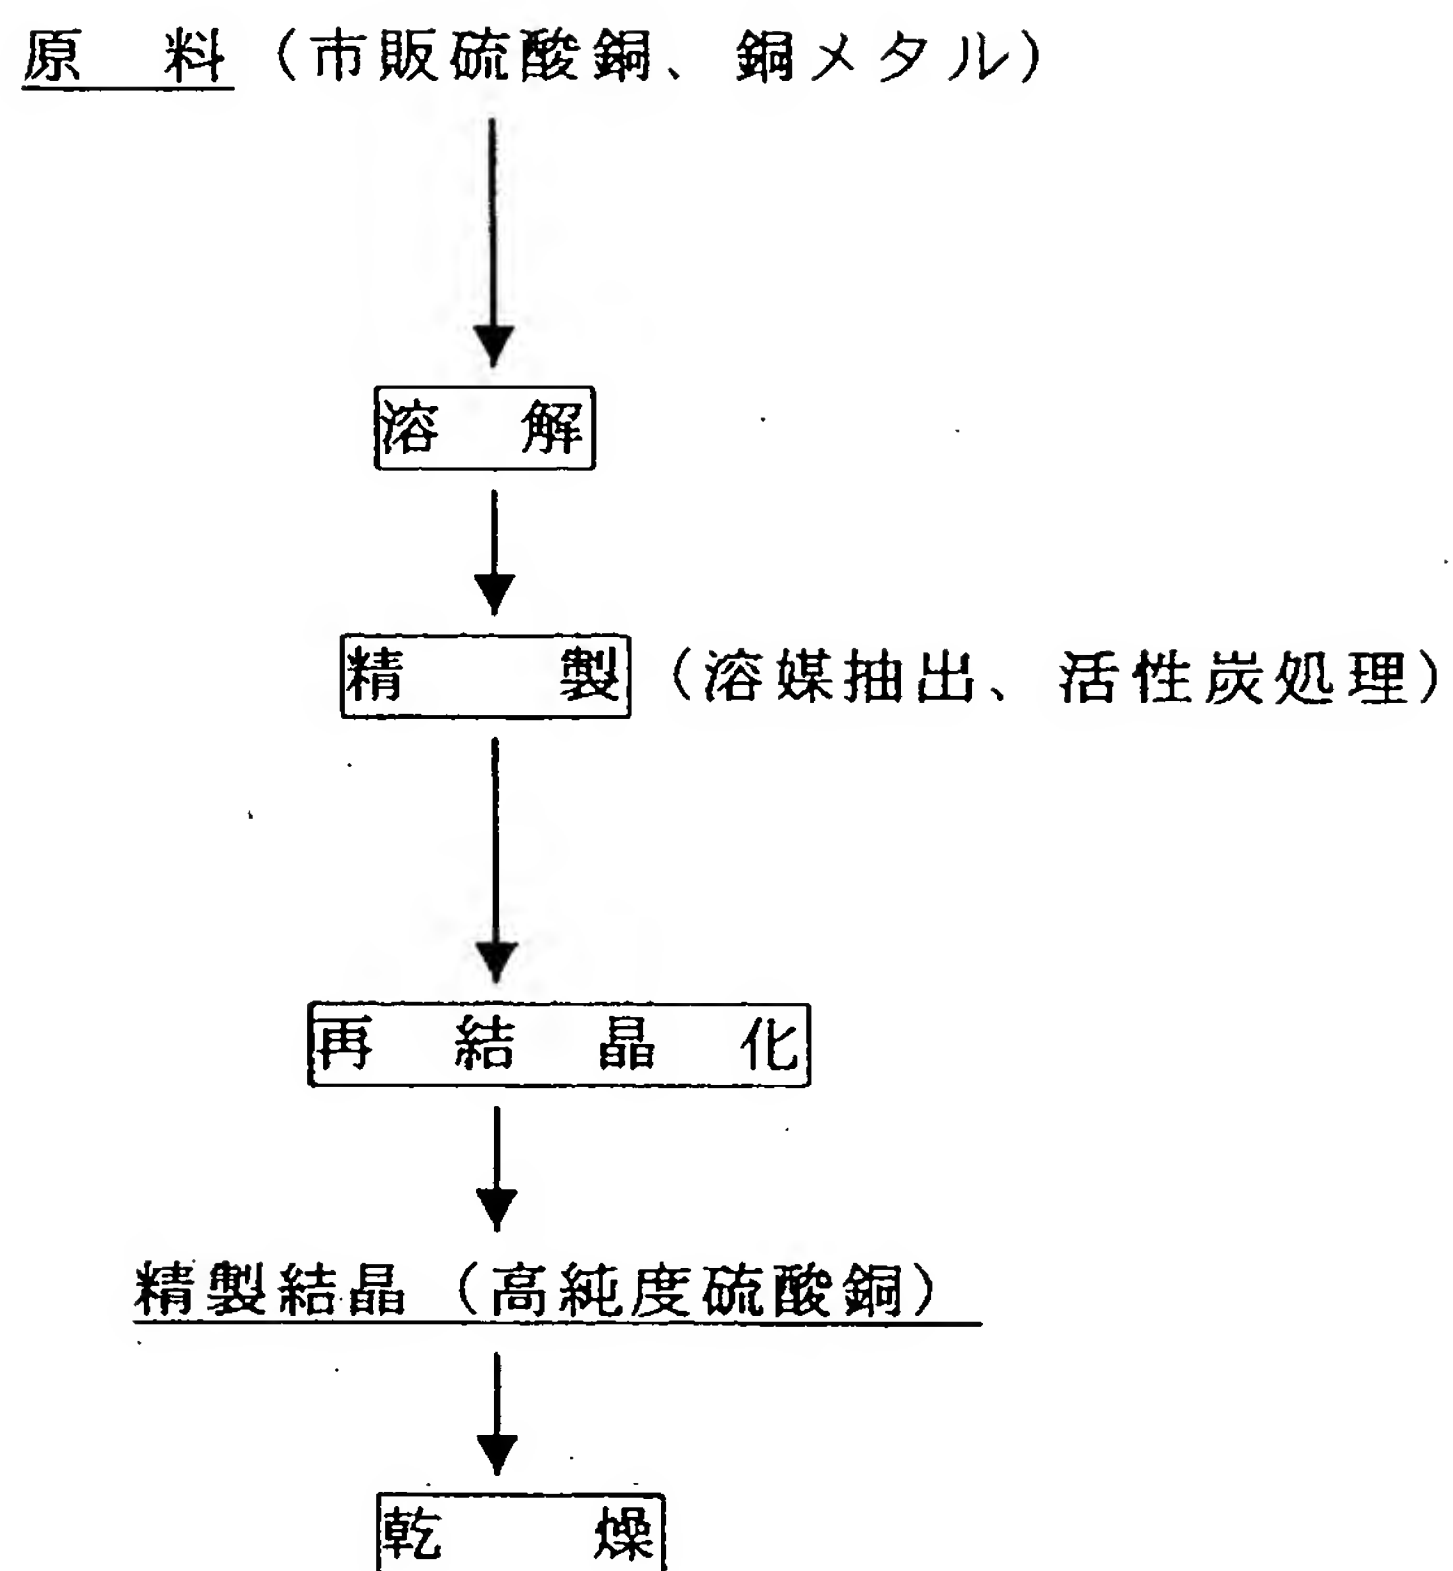 原　料（市販硫酸銅、銅メタル）
溶　解
精　製（溶媒抽出、活性炭処理）
再結晶化
精製結晶（高純度硫酸銅）
乾　燥